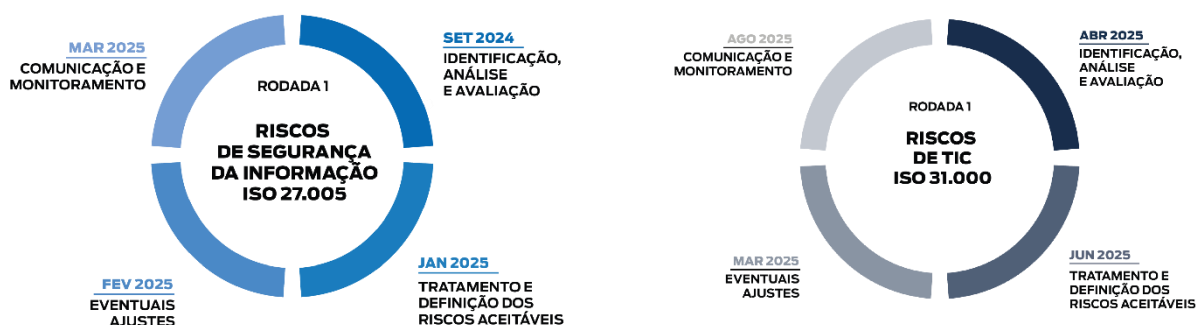 SET 2024
IDENTIFICAÇÃO,
ANÁLISE
E AVALIAÇÃO
MAR 2025
COMUNICAÇÃO E
MONITORAMENTO
RODADA 1
RISCOS
DE SEGURANÇA
DA INFORMAÇÃO
ISO 27.005
JAN 2025
TRATAMENTO E
DEFINIÇÃO DOS
RISCOS ACEITÁVEIS
FEV 2025
EVENTUAIS
AJUSTES
ABR 2025
IDENTIFICAÇÃO,
ANÁLISE
E AVALIAÇÃO
AGO 2025
COMUNICAÇÃO E
MONITORAMENTO
RODADA 1
RISCOS
DE TIC
ISO 31.000
JUN 2025
TRATAMENTO E
DEFINIÇÃO DOS
RISCOS ACEITÁVEIS
MAR 2025
EVENTUAIS
AJUSTES